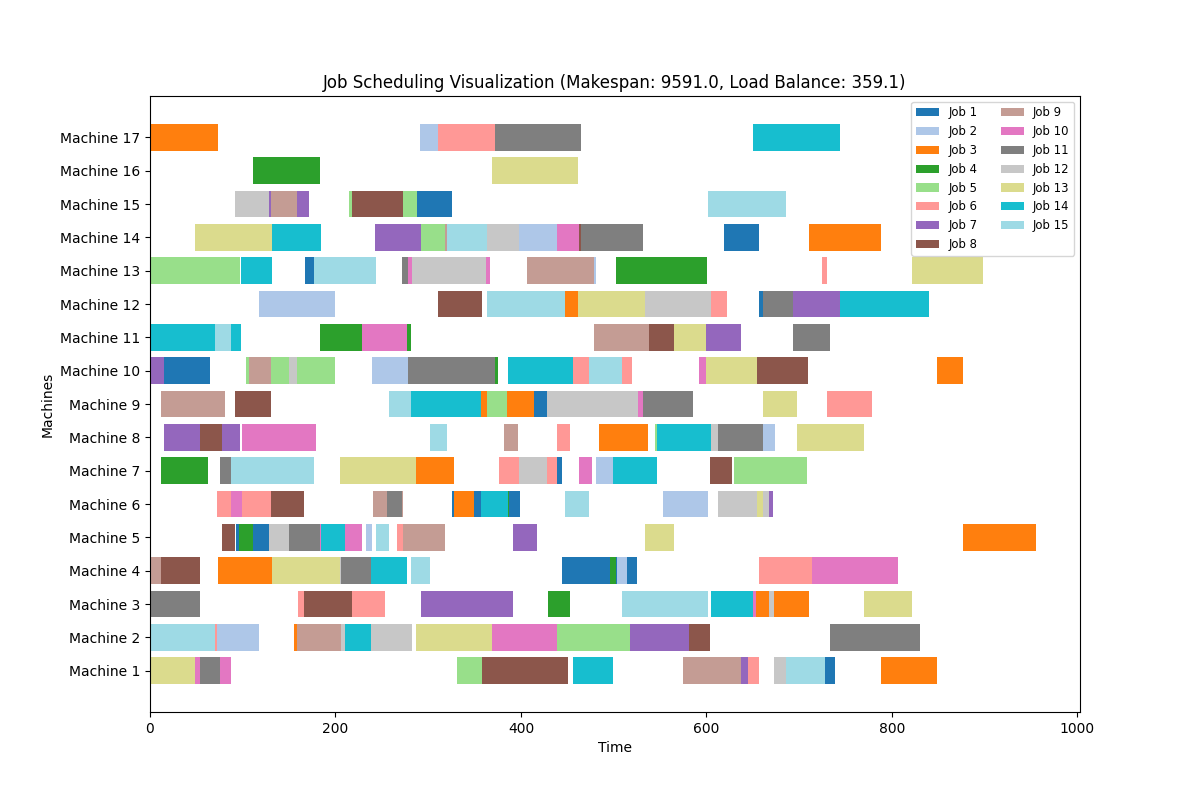 Job Scheduling Visualization (Makespan: 9591.0, Load Balance: 359.1)
Machine 17
Machine 16
Machine 15
Machine 14
Machine 13
Machine 12
Machine 11
Machine 10
Machine 9
Machine 8
Machine 7
Machine 6
Machine 5
Machine 4
Machine 3
Machine 2
Machine 1
Machines
0 200 400 600 800 1000
Time
Job 1
Job 2
Job 3
Job 4
Job 5
Job 6
Job 7
Job 8
Job 9
Job 10
Job 11
Job 12
Job 13
Job 14
Job 15